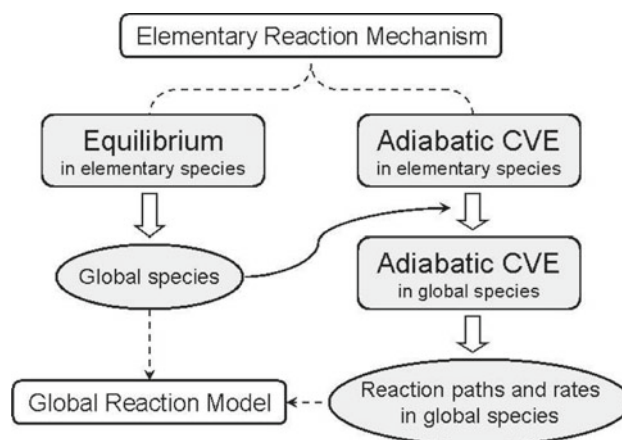 Elementary Reaction Mechanism
Equilibrium
in elementary species
Adiabatic CVE
in elementary species
Global species
Adiabatic CVE
in global species
Global Reaction Model
Reaction paths and rates
in global species